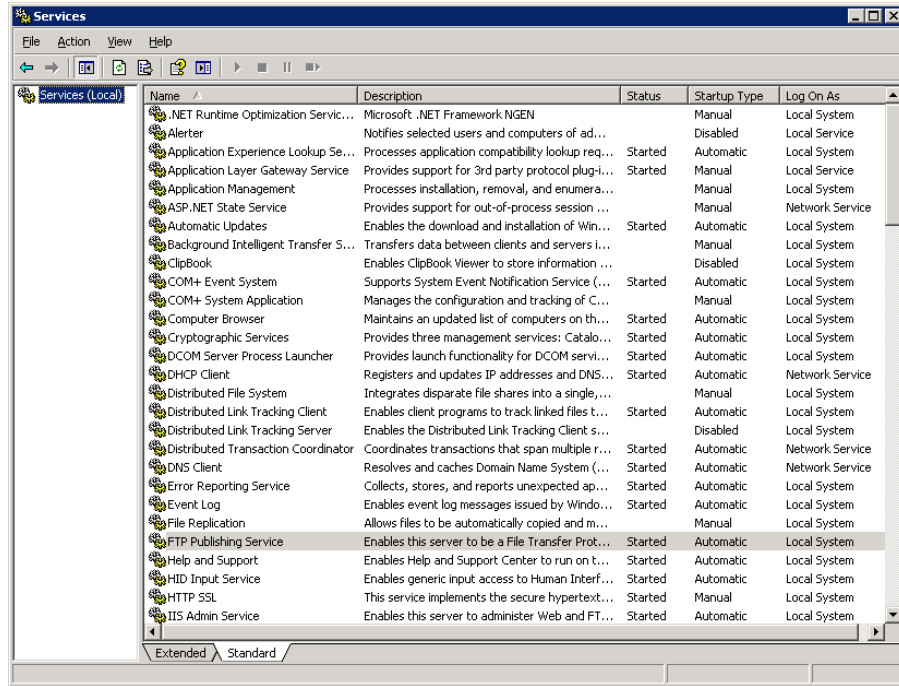 Services
File Action View Help
Services (Local)
Name Description Status Startup Type Log On As
.NET Runtime Optimization Servic... Microsoft .NET Framework NGEN Manual Local System
Alerter Notifies selected users and computers of ad... Disabled Local Service
Application Experience Lookup Se... Processes application compatibility lookup req... Started Automatic Local System
Application Layer Gateway Service Provides support for 3rd party protocol plug-i... Started Manual Local Service
Application Management Processes installation, removal, and enumera... Manual Local System
ASP.NET State Service Provides support for out-of-process session ... Manual Network Service
Automatic Updates Enables the download and installation of Win... Started Automatic Local System
Background Intelligent Transfer S... Transfers data between clients and servers i... Manual Local System
ClipBook Enables ClipBook Viewer to store information ... Disabled Local System
COM+ Event System Supports System Event Notification Service (... Started Automatic Local System
COM+ System Application Manages the configuration and tracking of C... Manual Local System
Computer Browser Maintains an updated list of computers on th... Started Automatic Local System
Cryptographic Services Provides three management services: Catalo... Started Automatic Local System
DCOM Server Process Launcher Provides launch functionality for DCOM servi... Started Automatic Local System
DHCP Client Registers and updates IP addresses and DNS... Started Automatic Network Service
Distributed File System Integrates disparate file shares into a single,... Manual Local System
Distributed Link Tracking Client Enables client programs to track linked files t... Started Automatic Local System
Distributed Link Tracking Server Enables the Distributed Link Tracking Client s... Disabled Local System
Distributed Transaction Coordinator Coordinates transactions that span multiple r... Started Automatic Network Service
DNS Client Resolves and caches Domain Name System (... Started Automatic Network Service
Error Reporting Service Collects, stores, and reports unexpected ap... Started Automatic Local System
Event Log Enables event log messages issued by Windo... Started Automatic Local System
File Replication Allows files to be automatically copied and m... Manual Local System
FTP Publishing Service Enables this server to be a File Transfer Prot... Started Automatic Local System
Help and Support Enables Help and Support Center to run on t... Started Automatic Local System
HID Input Service Enables generic input access to Human Interf... Started Automatic Local System
HTTP SSL This service implements the secure hypertext... Started Manual Local System
IIS Admin Service Enables this server to administer Web and FT... Started Automatic Local System
Extended Standard